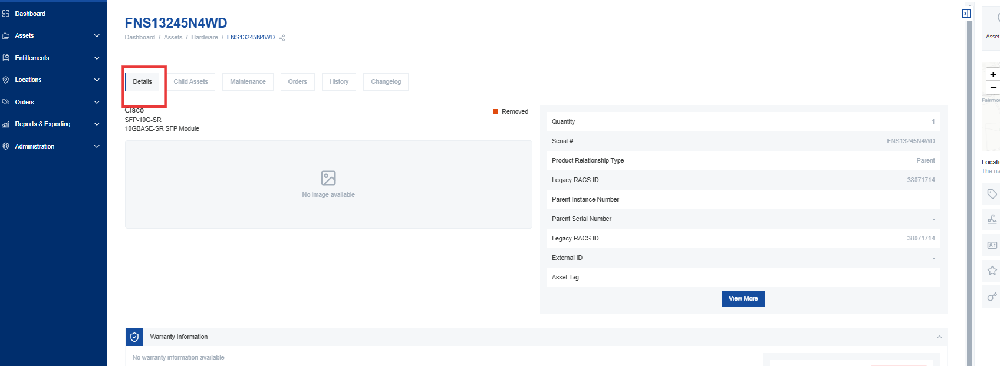 Dashboard
Assets
Entitlements
Locations
Orders
Reports & Exporting
Administration
FNS13245N4WD
Dashboard / Assets / Hardware / FNS13245N4WD
Details
Child Assets
Maintenance
Orders
History
Changelog
Cisco
SFP-10G-SR
10GBASE-SR SFP Module
Removed
No image available
Quantity 1
Serial # FNS13245N4WD
Product Relationship Type Parent
Legacy RACS ID 38071714
Parent Instance Number -
Parent Serial Number -
Legacy RACS ID 38071714
External ID -
Asset Tag -
View More
Warranty Information
No warranty information available
Asset
+
−
Fairmo
Locati
The na